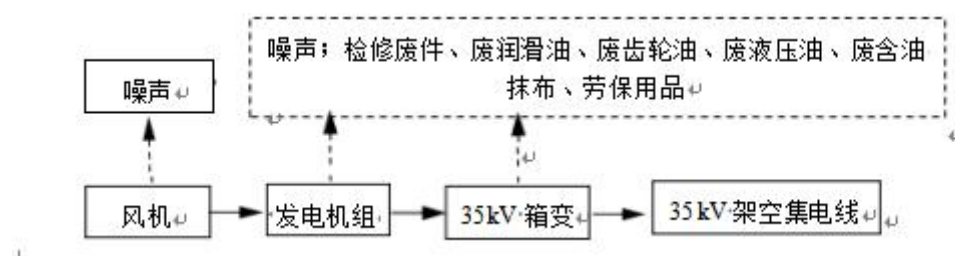 噪声；检修废件、废润滑油、废齿轮油、废液压油、废含油
抹布、劳保用品
噪声
风机
发电机组
35kV 箱变
35kV 架空集电线